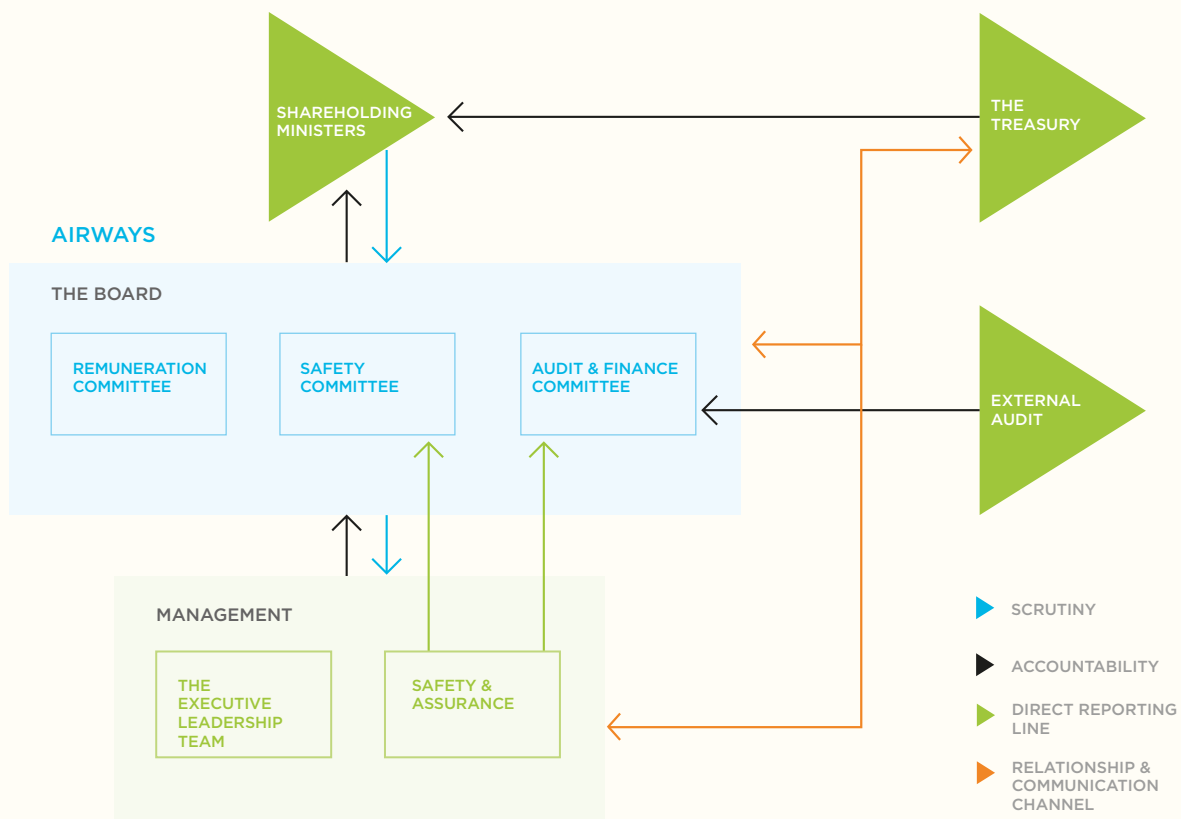 SHAREHOLDING
MINISTERS
THE
TREASURY
AIRWAYS
THE BOARD
REMUNERATION
COMMITTEE
SAFETY
COMMITTEE
AUDIT & FINANCE
COMMITTEE
EXTERNAL
AUDIT
MANAGEMENT
THE
EXECUTIVE
LEADERSHIP
TEAM
SAFETY &
ASSURANCE
SCRUTINY
ACCOUNTABILITY
DIRECT REPORTING
LINE
RELATIONSHIP &
COMMUNICATION
CHANNEL